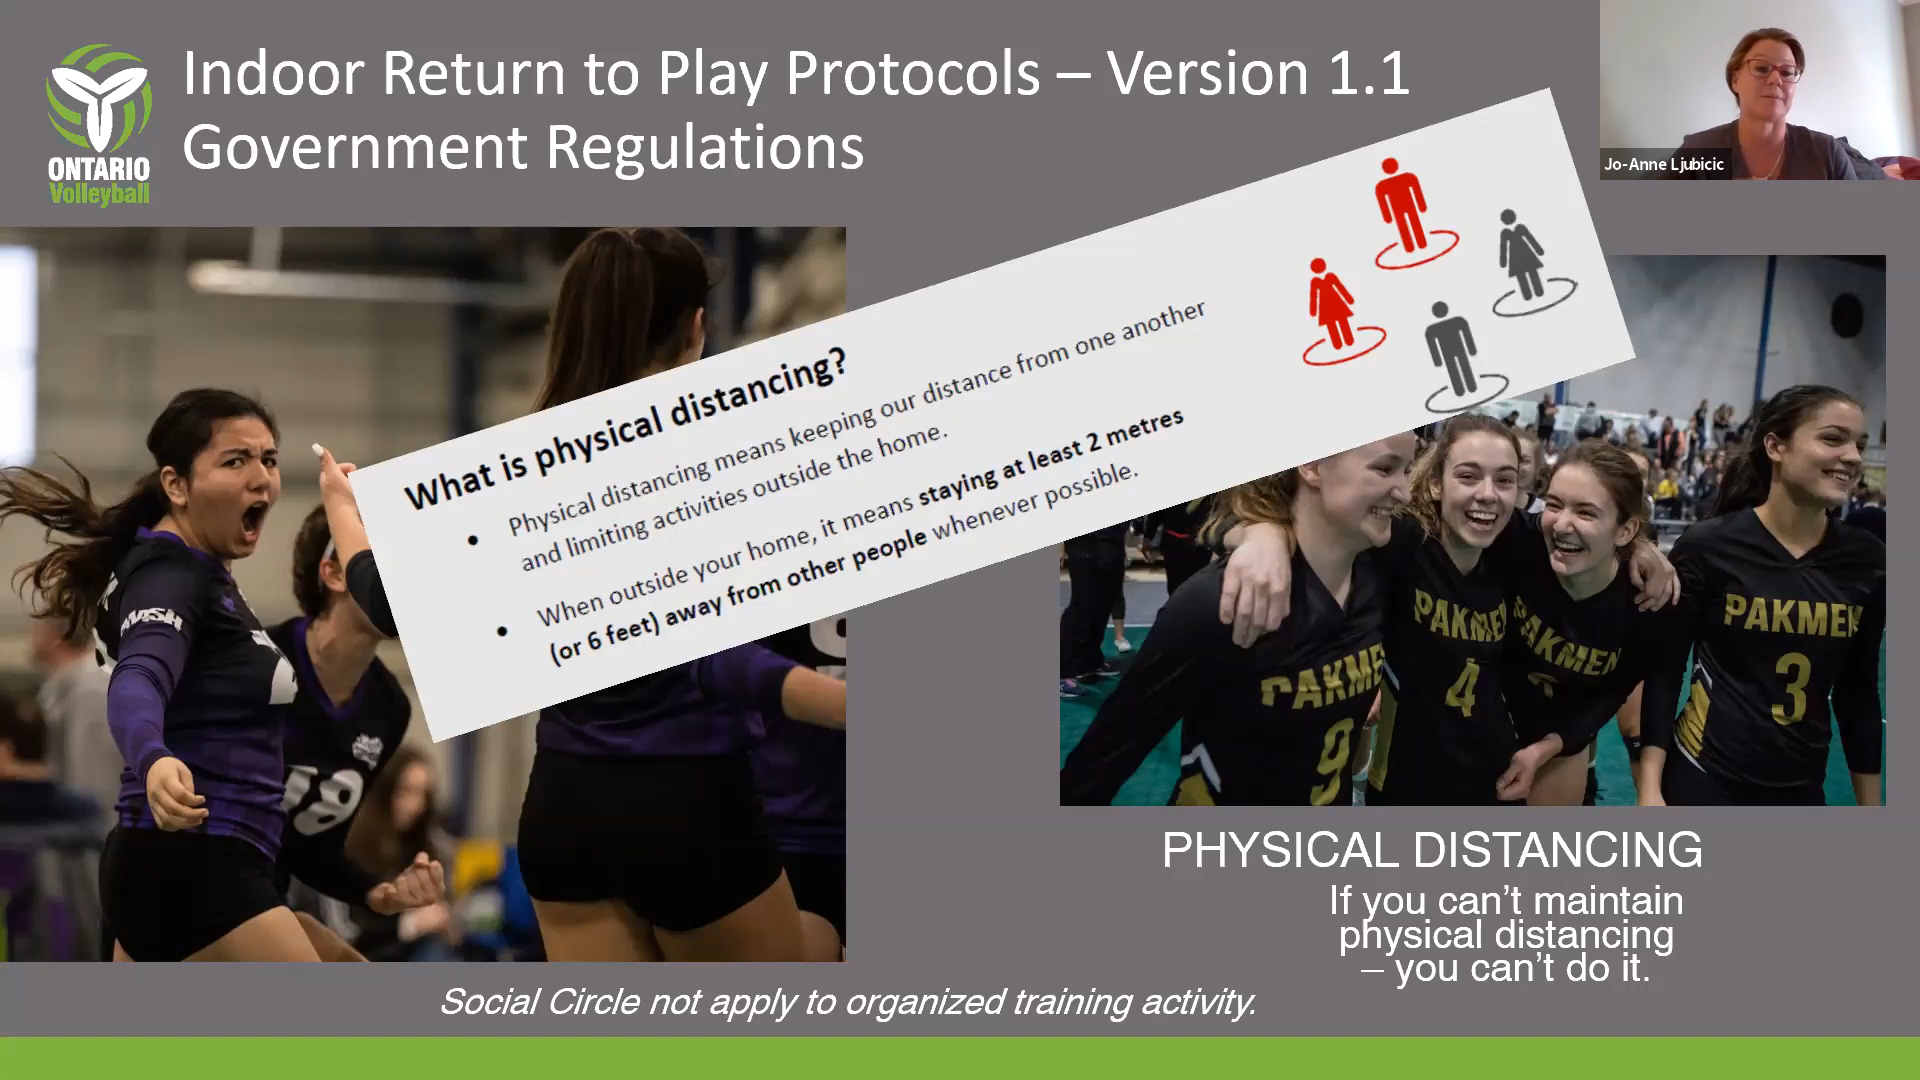 Indoor Return to Play Protocols – Version 1.1
Government Regulations
ONTARIO
Volleyball
Jo-Anne Ljubicic
What is physical distancing?
• Physical distancing means keeping our distance from one another
and limiting activities outside the home.
• When outside your home, it means staying at least 2 metres
(or 6 feet) away from other people whenever possible.
18
PAKMEN
9
PAKMEN
4
PAKMEN
PAKMEN
3
PHYSICAL DISTANCING
If you can’t maintain
physical distancing
– you can’t do it.
Social Circle not apply to organized training activity.